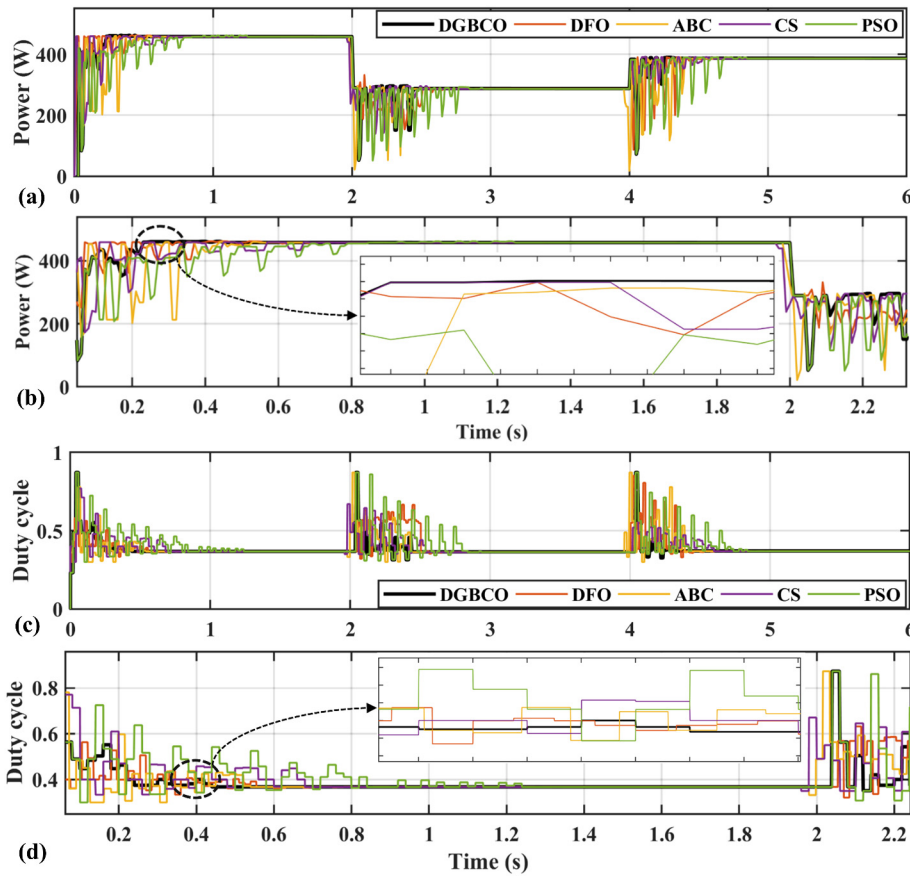 DGBCO DFO ABC CS PSO
Power (W)
400
200
0
0 1 2 3 4 5 6
(a)
Power (W)
400
200
0
0.2 0.4 0.6 0.8 1 1.2 1.4 1.6 1.8 2 2.2
(b)
Time (s)
Duty cycle
1
0.5
0
DGBCO DFO ABC CS PSO
0 1 2 3 4 5 6
(c)
Duty cycle
0.8
0.6
0.4
0.2 0.4 0.6 0.8 1 1.2 1.4 1.6 1.8 2 2.2
(d)
Time (s)